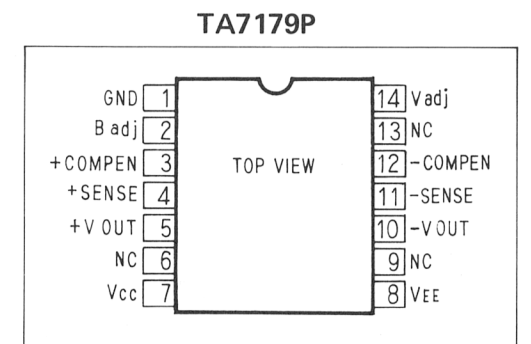 TA7179P
GND 1
14 Vadj
B adj 2
13 NC
+COMPEN 3
TOP VIEW
12 -COMPEN
+SENSE 4
11 -SENSE
+V OUT 5
10 -VOUT
NC 6
9 NC
Vcc 7
8 VEE